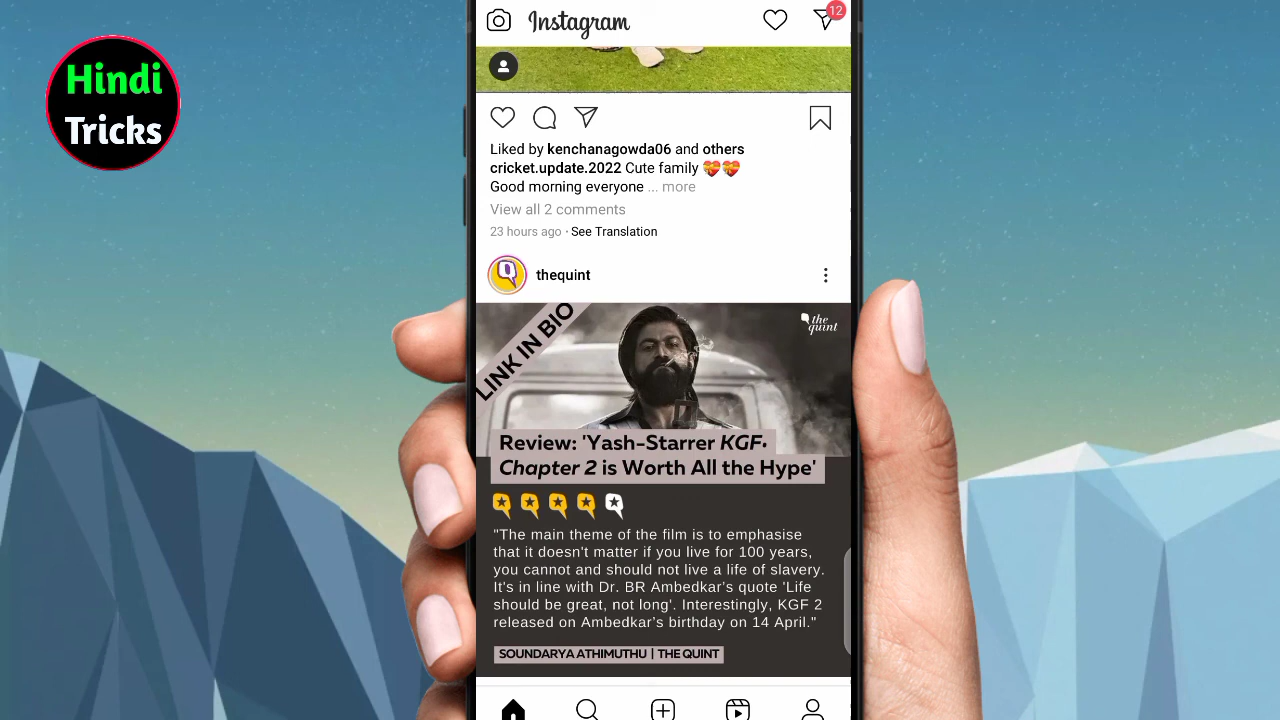 Hindi
Tricks
Instagram
12
Liked by kenchanagowda06 and others
cricket.update.2022 Cute family
Good morning everyone ... more
View all 2 comments
23 hours ago · See Translation
thequint
LINK IN BIO
the
quint
Review: 'Yash-Starrer KGF:
Chapter 2 is Worth All the Hype'
"The main theme of the film is to emphasise
that it doesn't matter if you live for 100 years,
you cannot and should not live a life of slavery.
It's in line with Dr. BR Ambedkar's quote 'Life
should be great, not long'. Interestingly, KGF 2
released on Ambedkar's birthday on 14 April."
SOUNDARYA ATHIMUTHU | THE QUINT